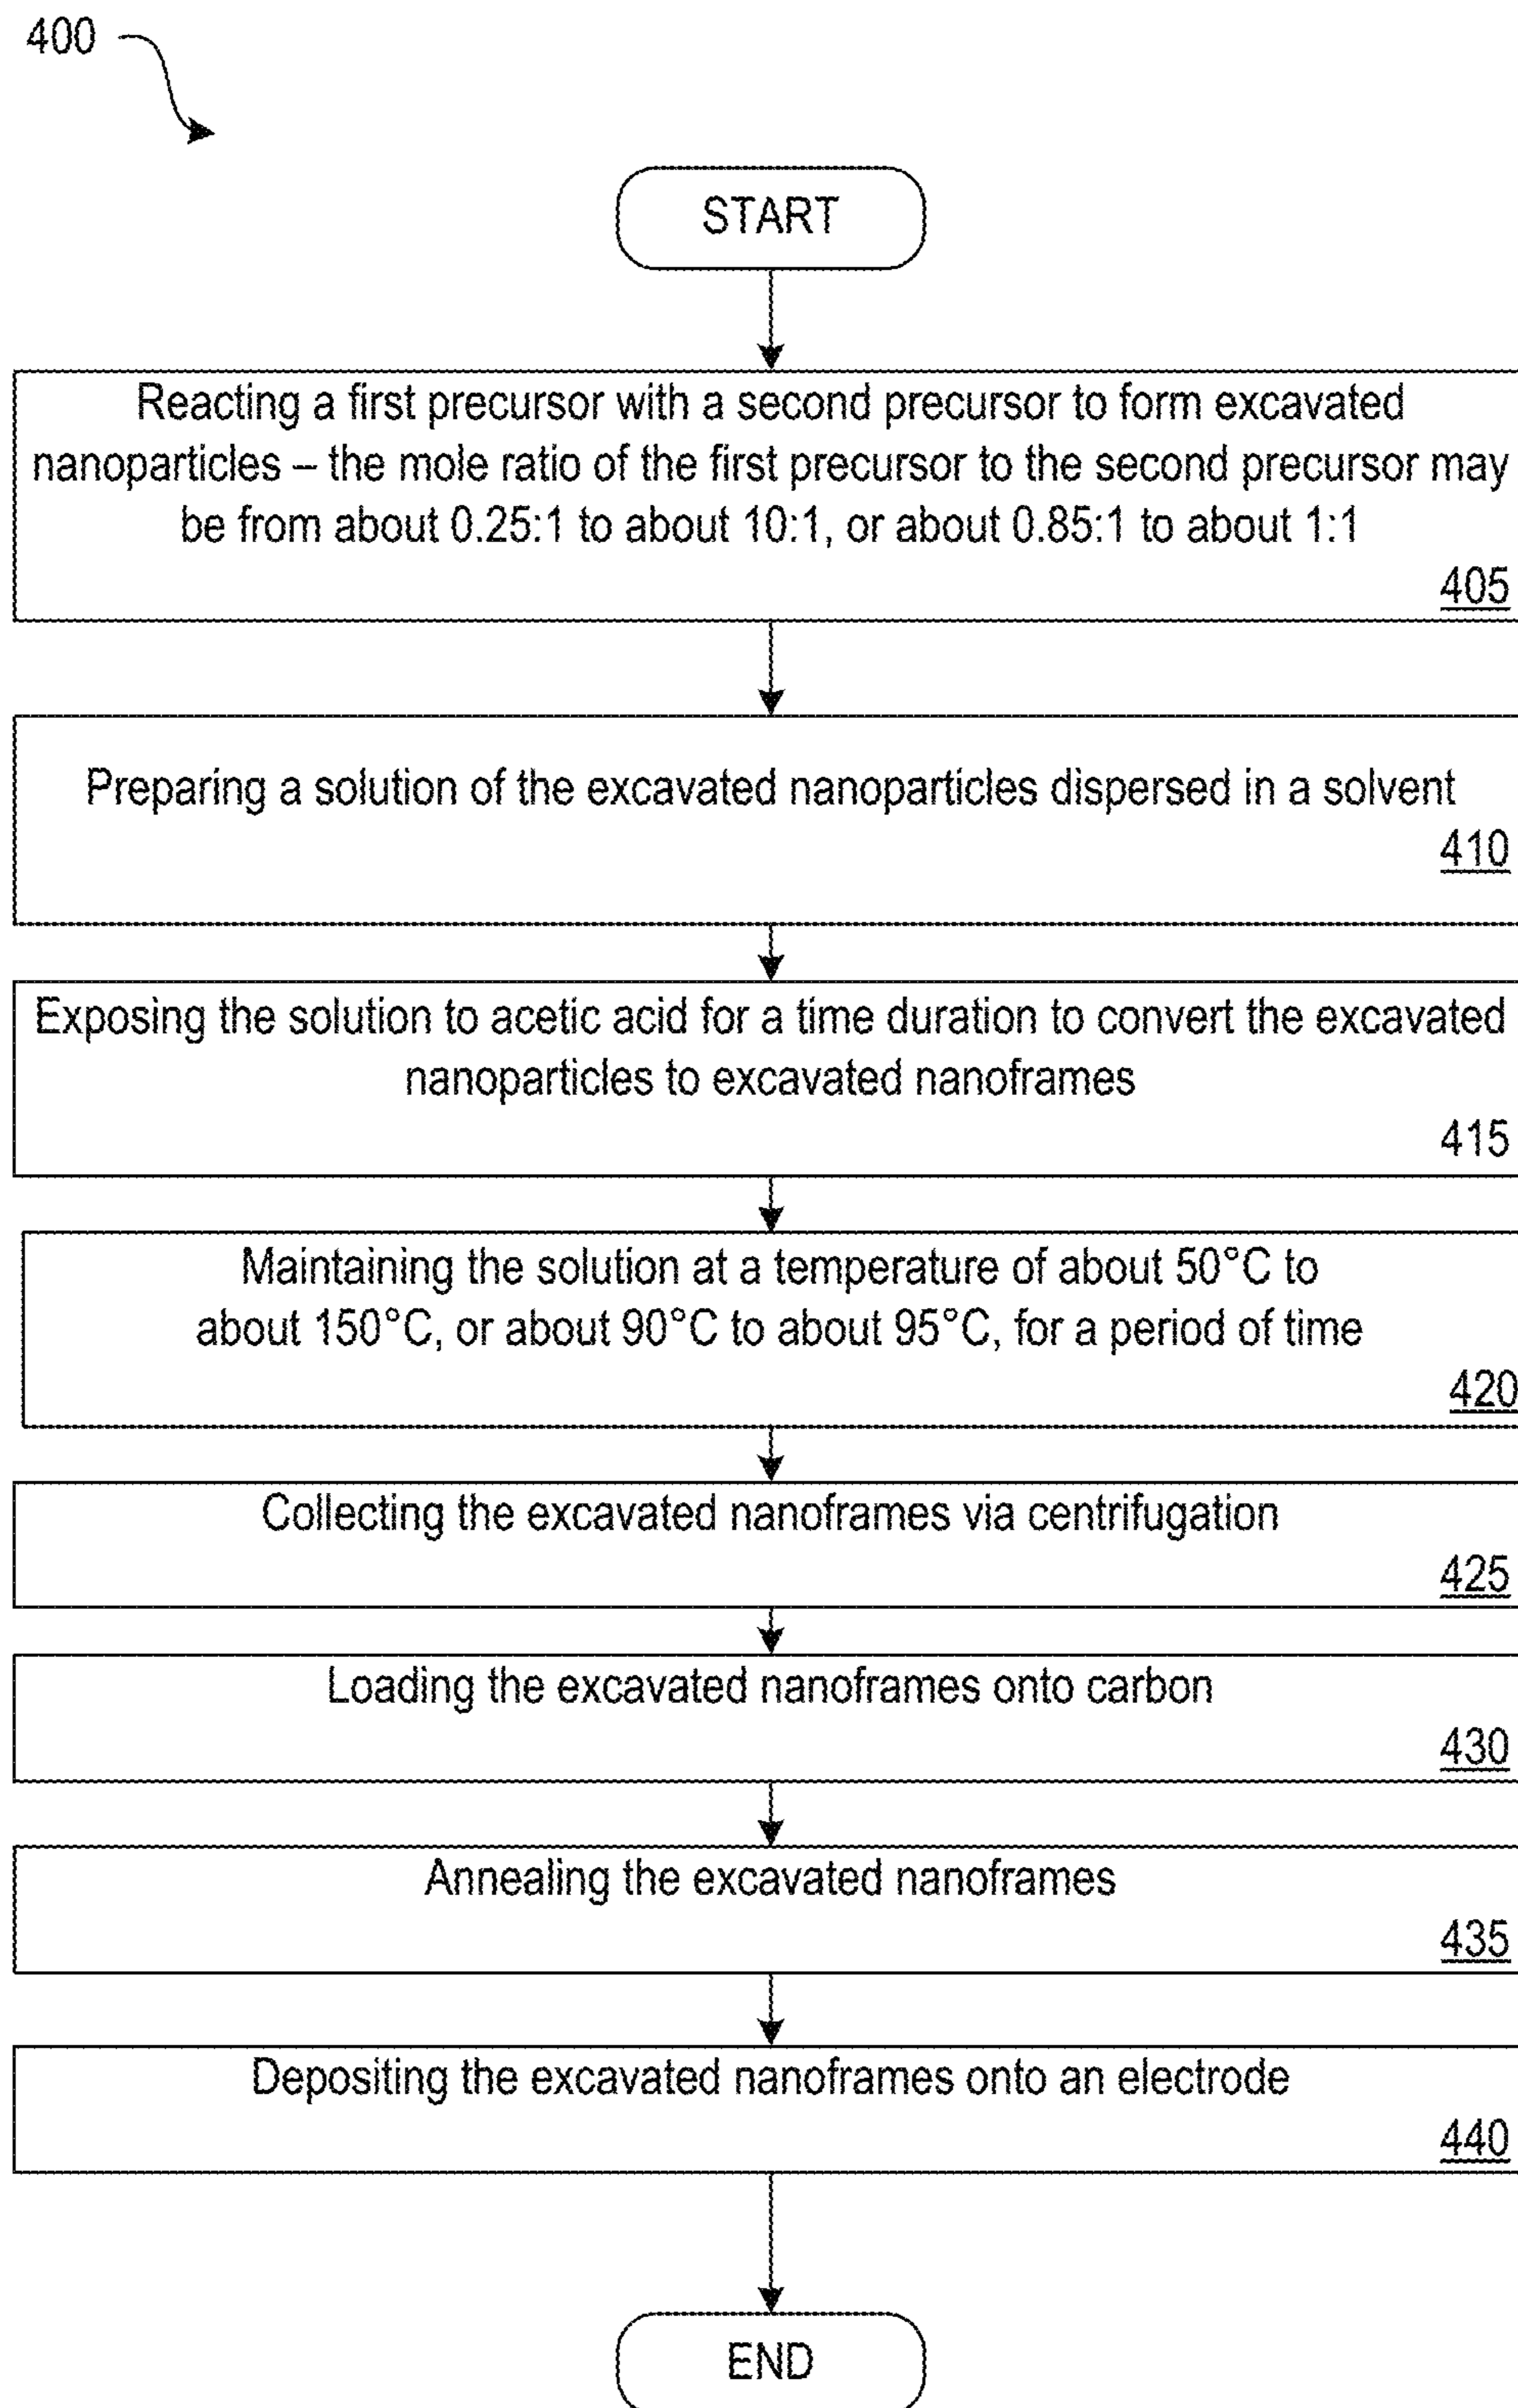 400
START
Reacting a first precursor with a second precursor to form excavated
nanoparticles – the mole ratio of the first precursor to the second precursor may
be from about 0.25:1 to about 10:1, or about 0.85:1 to about 1:1
405
Preparing a solution of the excavated nanoparticles dispersed in a solvent
410
Exposing the solution to acetic acid for a time duration to convert the excavated
nanoparticles to excavated nanoframes
415
Maintaining the solution at a temperature of about 50°C to
about 150°C, or about 90°C to about 95°C, for a period of time
420
Collecting the excavated nanoframes via centrifugation
425
Loading the excavated nanoframes onto carbon
430
Annealing the excavated nanoframes
435
Depositing the excavated nanoframes onto an electrode
440
END